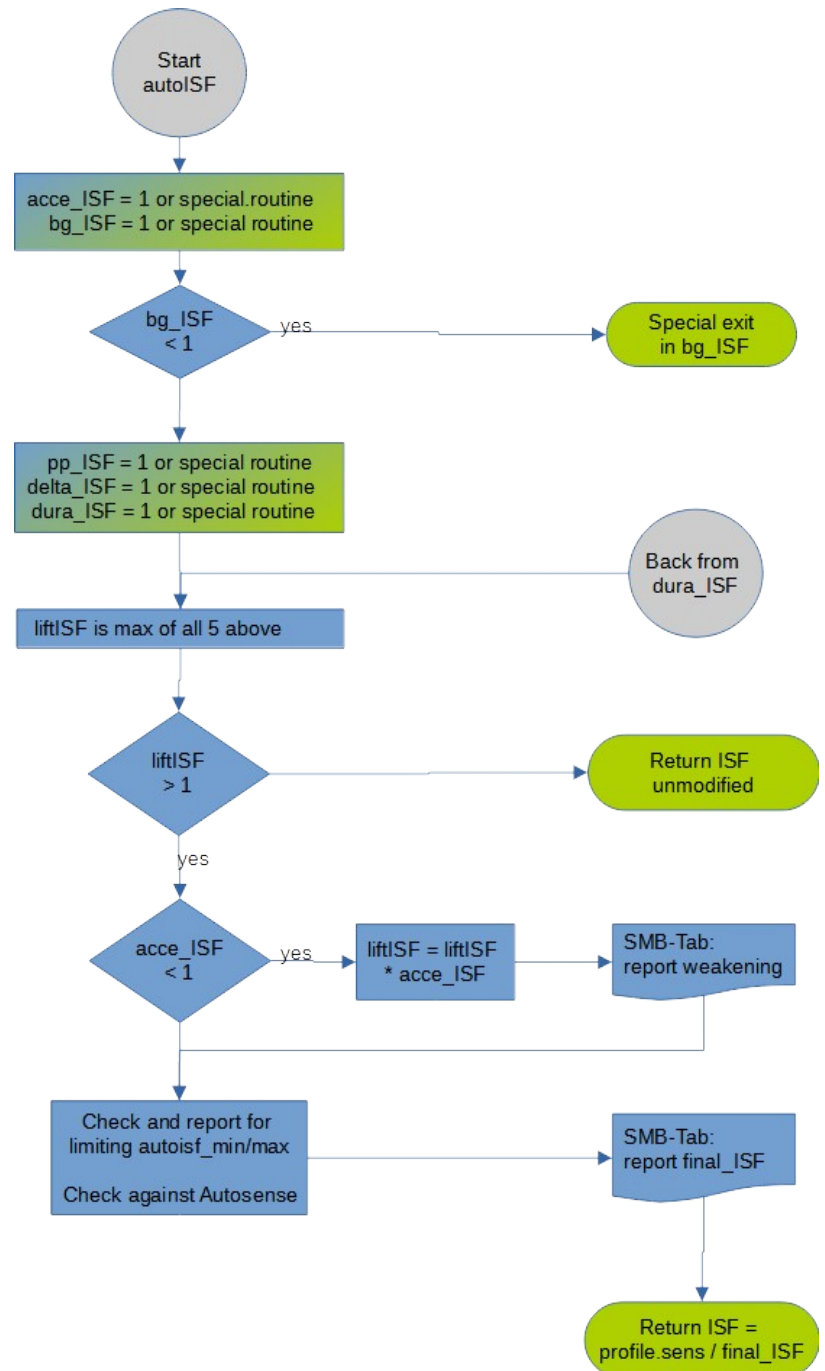 Start
autoISF
acce_ISF = 1 or special.routine
bg_ISF = 1 or special routine
bg_ISF
< 1
yes
Special exit
in bg_ISF
pp_ISF = 1 or special routine
delta_ISF = 1 or special routine
dura_ISF = 1 or special routine
Back from
dura_ISF
liftISF is max of all 5 above
liftISF
> 1
Return ISF
unmodified
yes
acce_ISF
< 1
yes
liftISF = liftISF
* acce_ISF
SMB-Tab:
report weakening
Check and report for
limiting autoisf_min/max
Check against Autosense
SMB-Tab:
report final_ISF
Return ISF =
profile.sens / final_ISF